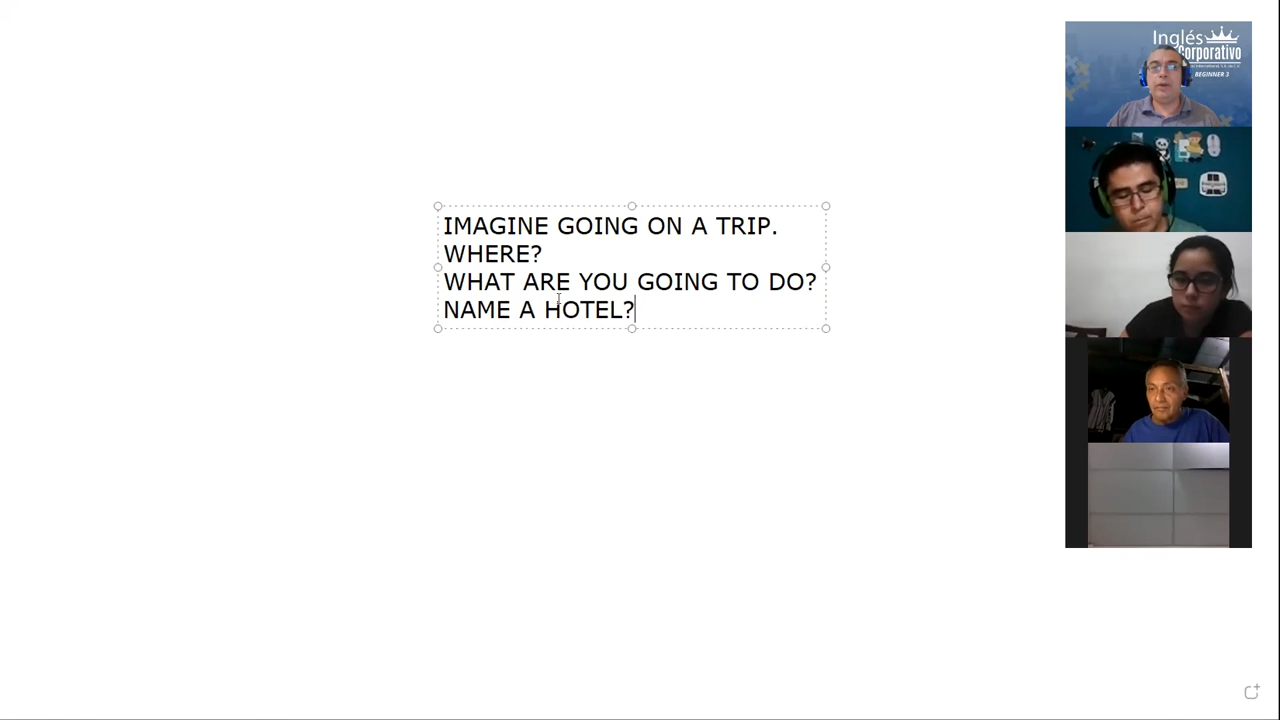 IMAGINE GOING ON A TRIP.
WHERE?
WHAT ARE YOU GOING TO DO?
NAME A HOTEL?
Inglés
Corporativo
BEGINNER 3